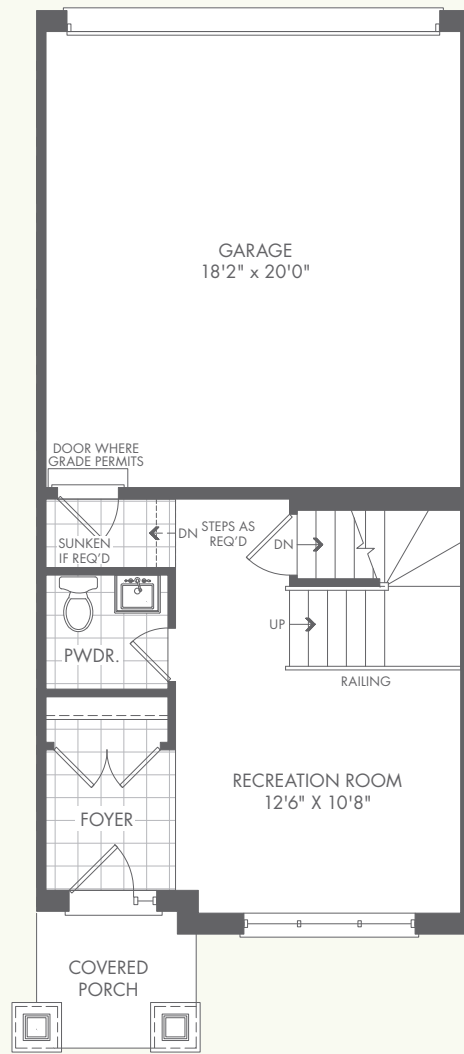 GARAGE
18'2" x 20'0"
DOOR WHERE
GRADE PERMITS
SUNKEN
IF REQ'D
DN
STEPS AS
REQ'D
DN
UP
PWDR.
RAILING
RECREATION ROOM
12'6" X 10'8"
FOYER
COVERED
PORCH